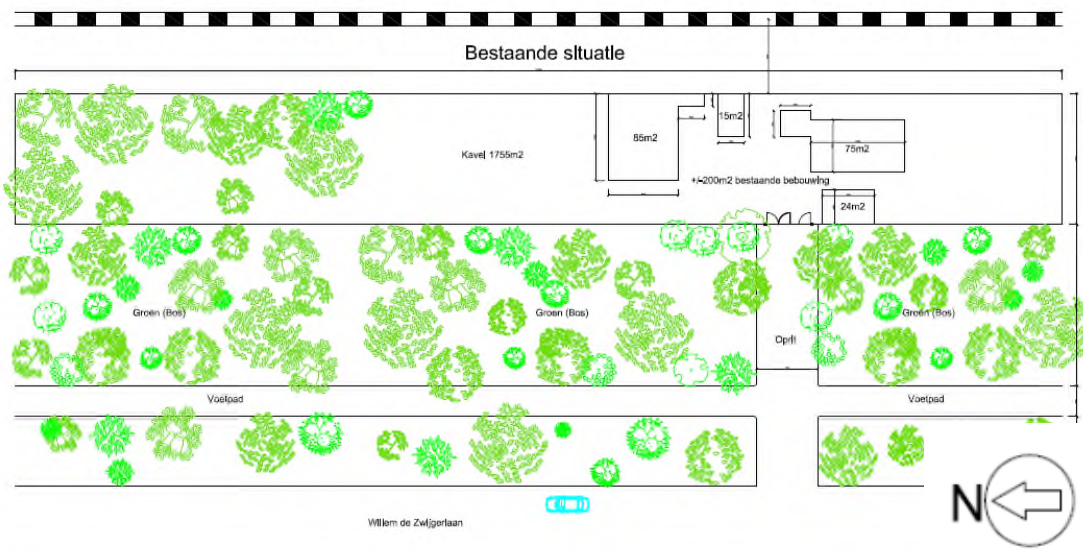 Bestaande situatie
85m2
15m2
75m2
Kavel 1755m2
+/-200m2 bestaande bebouwing
24m2
Groen (Bos)
Groen (Bos)
Groen (Bos)
Oprit
Voetpad
Voetpad
N
Willem de Zwijgerlaan